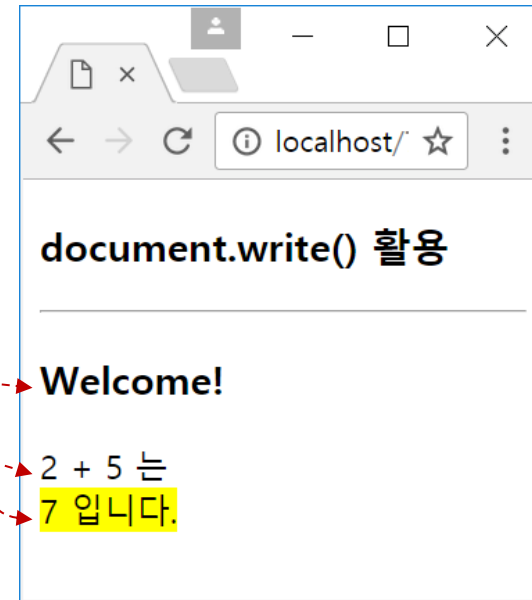 localhost/
document.write() 활용
Welcome!
2 + 5 는
7 입니다.